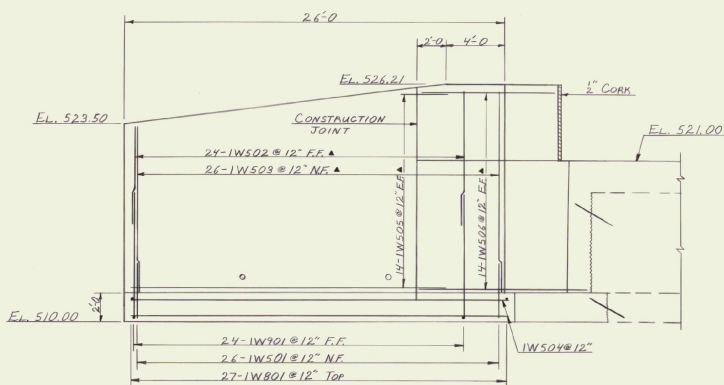 26'-0
2'-0
4'-0
EL. 526.21
1/2" CORK
EL. 523.50
CONSTRUCTION
JOINT
EL. 521.00
24-1W502 @ 12" F.F. ▲
26-1W503 @ 12" N.F. ▲
14-1W505 @ 12" F.F. ▲
14-1W506 @ 12" F.F. ▲
2'-0
EL. 510.00
24-1W901 @ 12" F.F.
1W504 @ 12"
26-1W501 @ 12" N.F.
27-1W801 @ 12" TOP